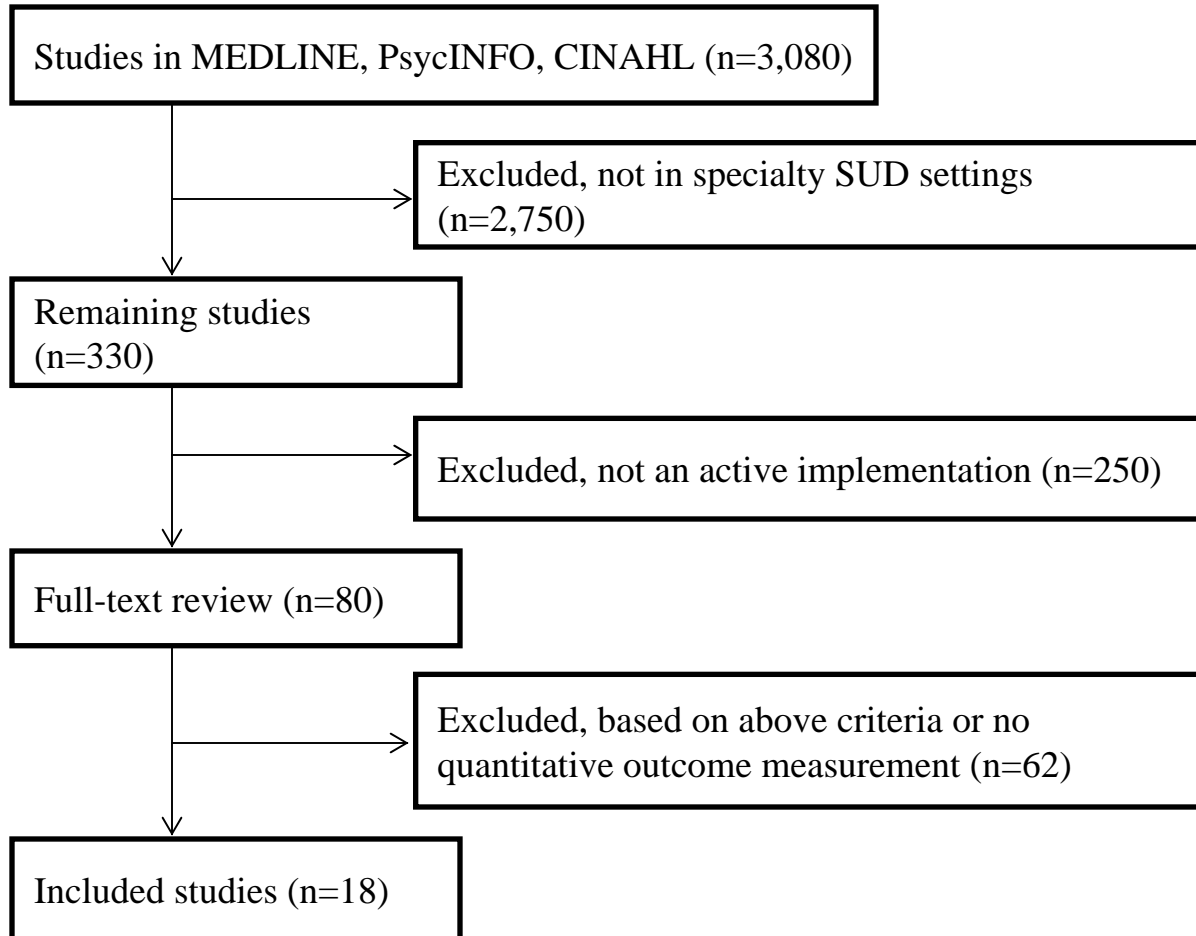 Studies in MEDLINE, PsycINFO, CINAHL (n=3,080)
Excluded, not in specialty SUD settings
(n=2,750)
Remaining studies
(n=330)
Excluded, not an active implementation (n=250)
Full-text review (n=80)
Excluded, based on above criteria or no
quantitative outcome measurement (n=62)
Included studies (n=18)